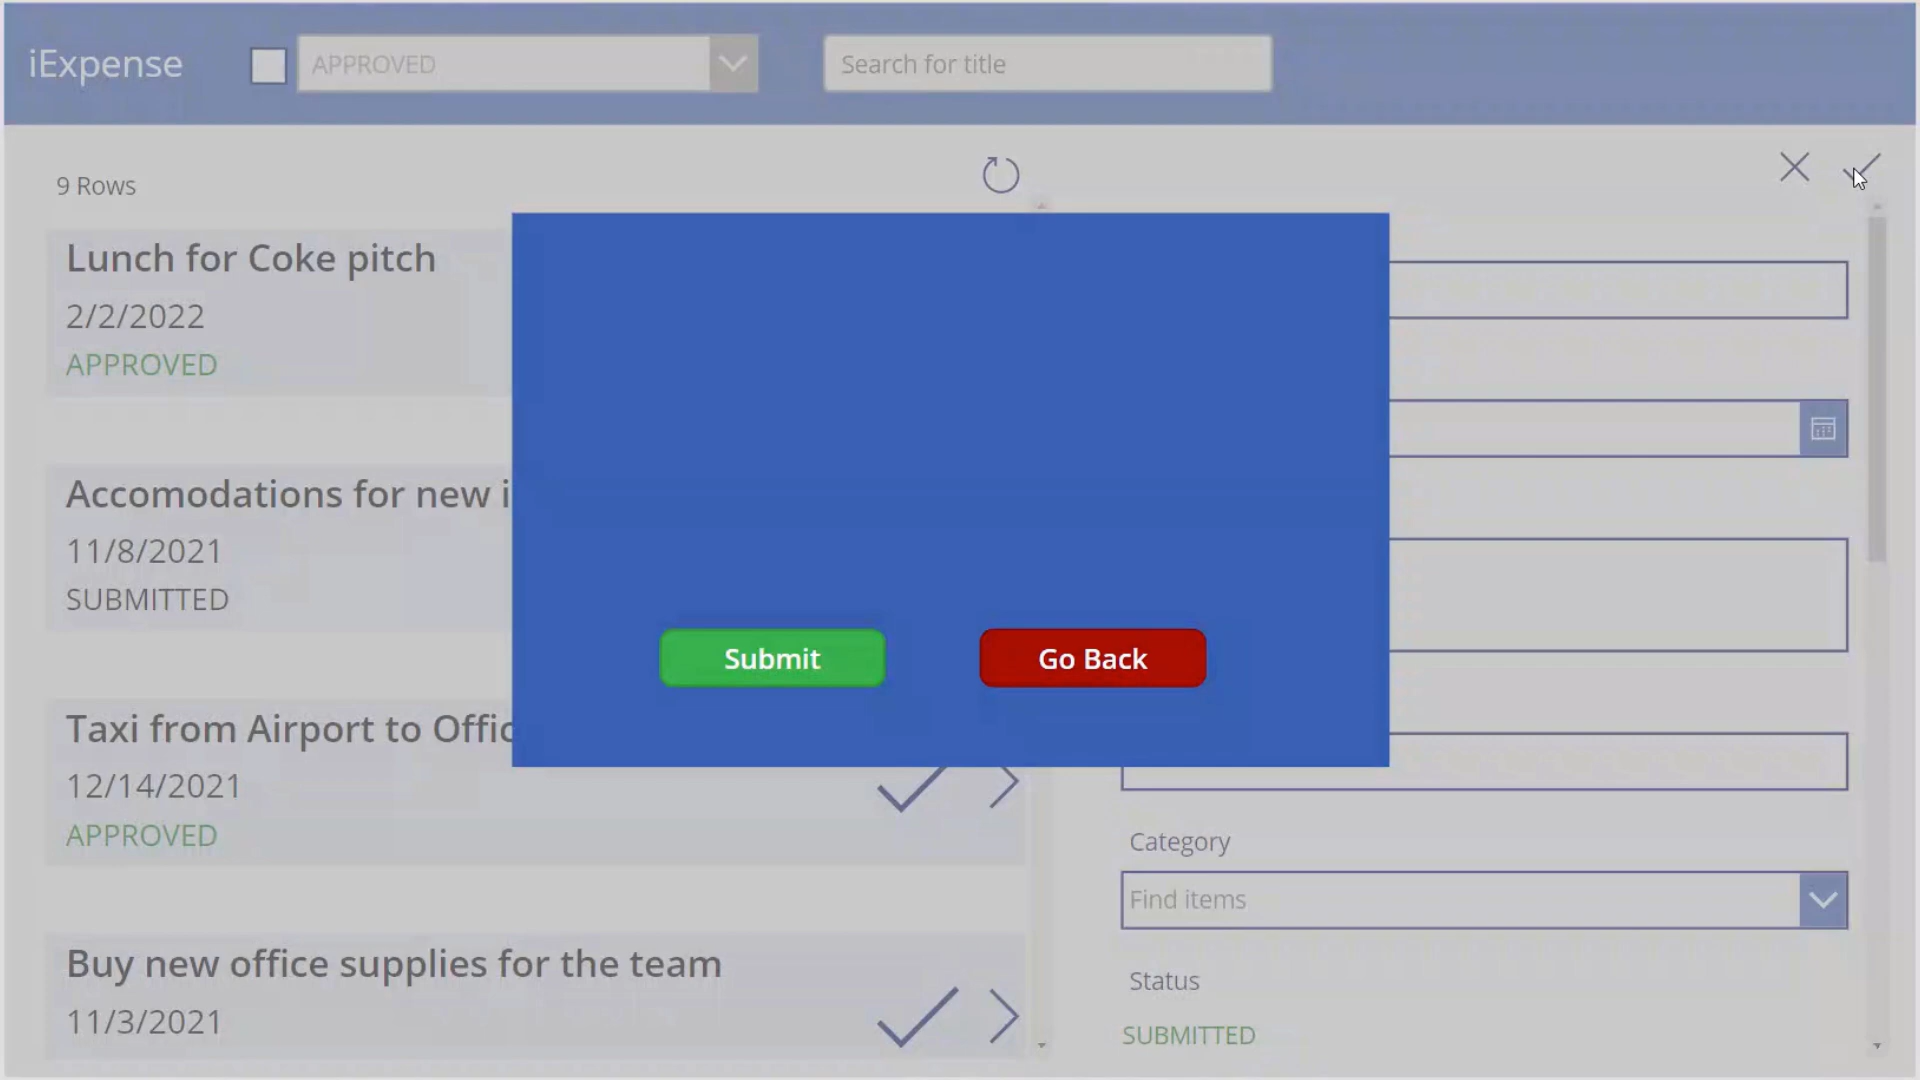 iExpense
APPROVED
Search for title
9 Rows
Lunch for Coke pitch
2/2/2022
APPROVED
Accomodations for new i
11/8/2021
SUBMITTED
Taxi from Airport to Offic
12/14/2021
APPROVED
Buy new office supplies for the team
11/3/2021
Submit
Go Back
Category
Find items
Status
SUBMITTED